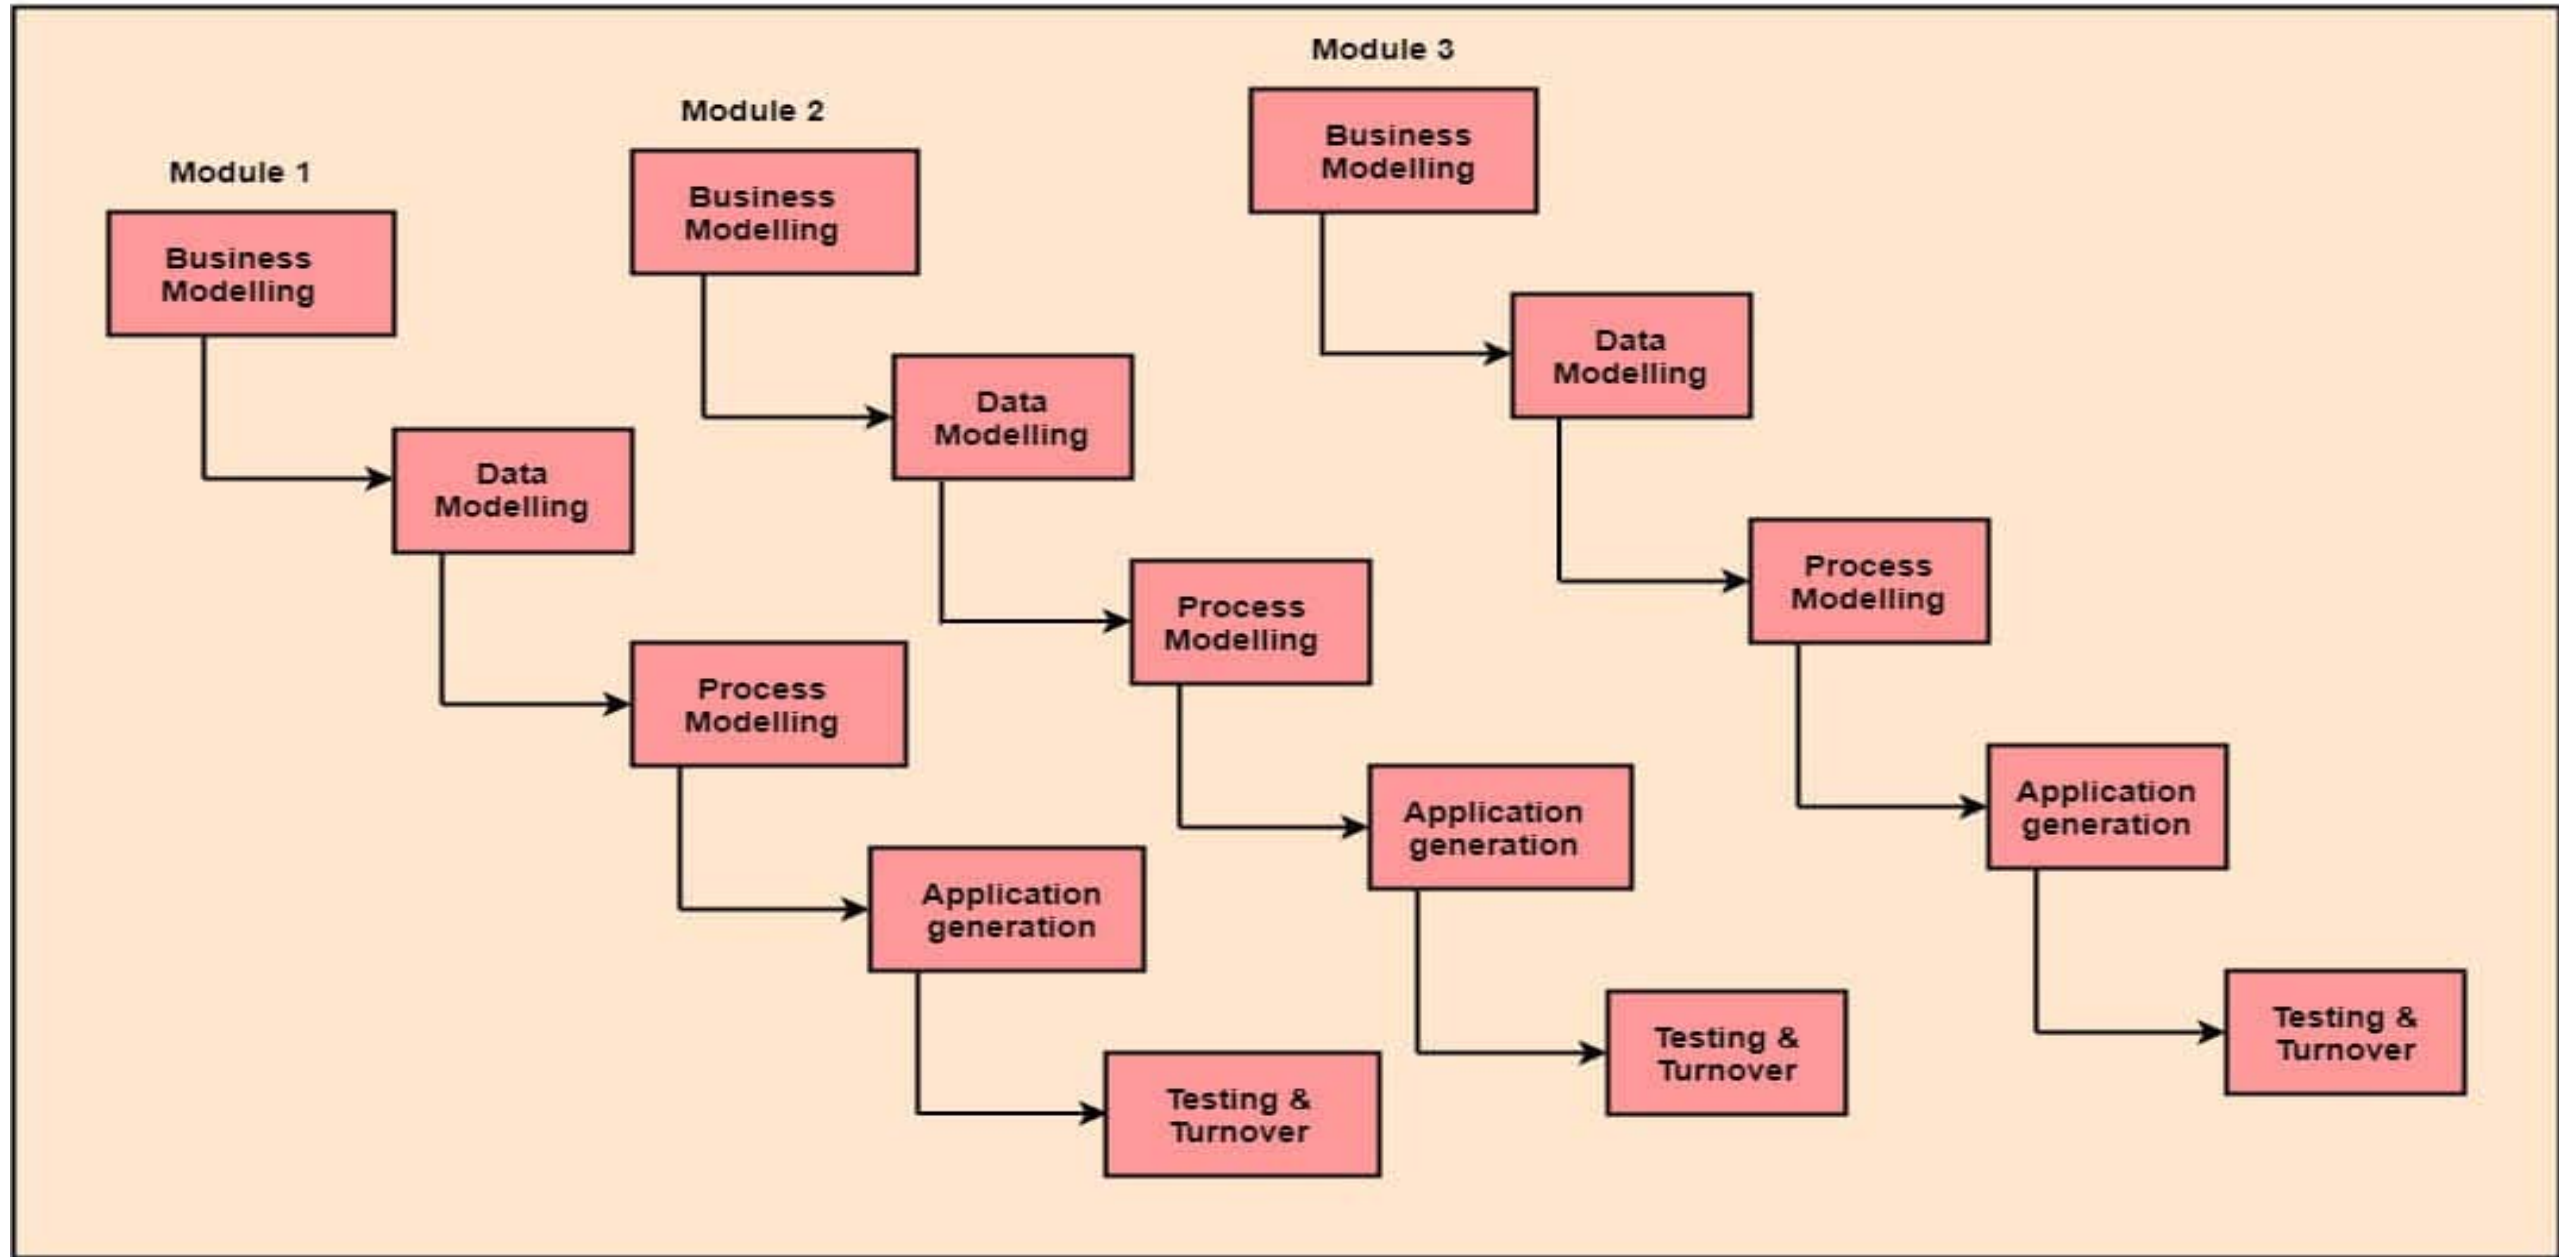 Module 1
Business
Modelling
Data
Modelling
Process
Modelling
Application
generation
Testing &
Turnover
Module 2
Business
Modelling
Data
Modelling
Process
Modelling
Application
generation
Testing &
Turnover
Module 3
Business
Modelling
Data
Modelling
Process
Modelling
Application
generation
Testing &
Turnover